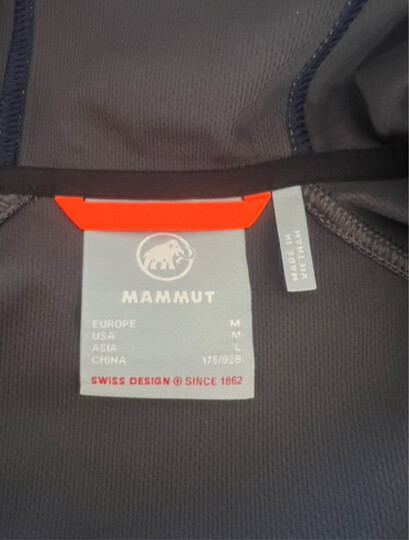 MAMMUT
EUROPE M
USA M
ASIA L
CHINA 175/92B
SWISS DESIGN SINCE 1862
MADE IN
VIETNAM